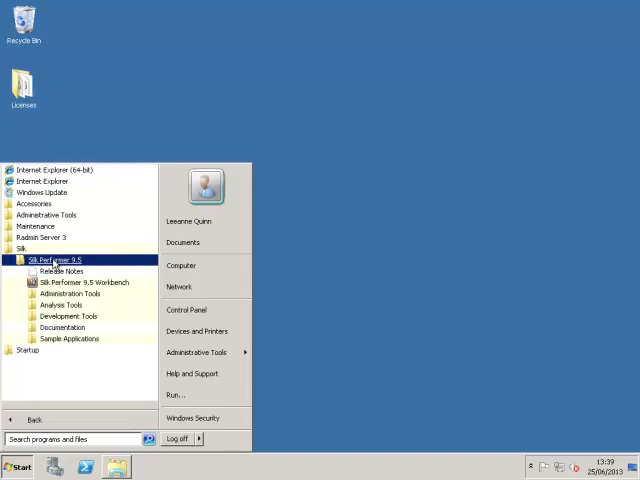 Recycle Bin
Licenses
Internet Explorer (64-bit)
Internet Explorer
Windows Update
Accessories
Administrative Tools
Maintenance
Radmin Server 3
Silk
Silk Performer 9.5
Release Notes
Silk Performer 9.5 Workbench
Administration Tools
Analysis Tools
Development Tools
Documentation
Sample Applications
Startup
Back
Search programs and files
Leeanne Quinn
Documents
Computer
Network
Control Panel
Devices and Printers
Administrative Tools
Help and Support
Run...
Windows Security
Log off
Start
13:39
25/06/2013